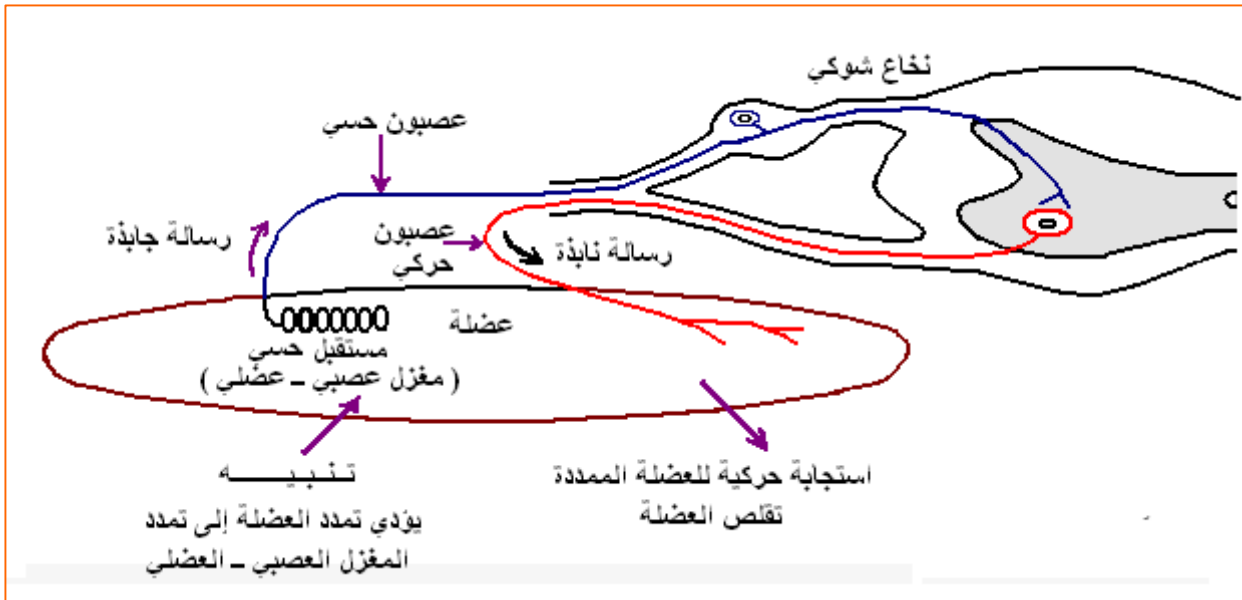 نخاع شوكي
عصبون حسي
رسالة جابذة
عصبون
حركي
رسالة نابذة
عضلة
مستقبل حسي
( مغزل عصبي ـ عضلي )
تـنـبـيـــــه
يؤدي تمدد العضلة إلى تمدد
المغزل العصبي ـ العضلي
استجابة حركية للعضلة الممددة
تقلص العضلة